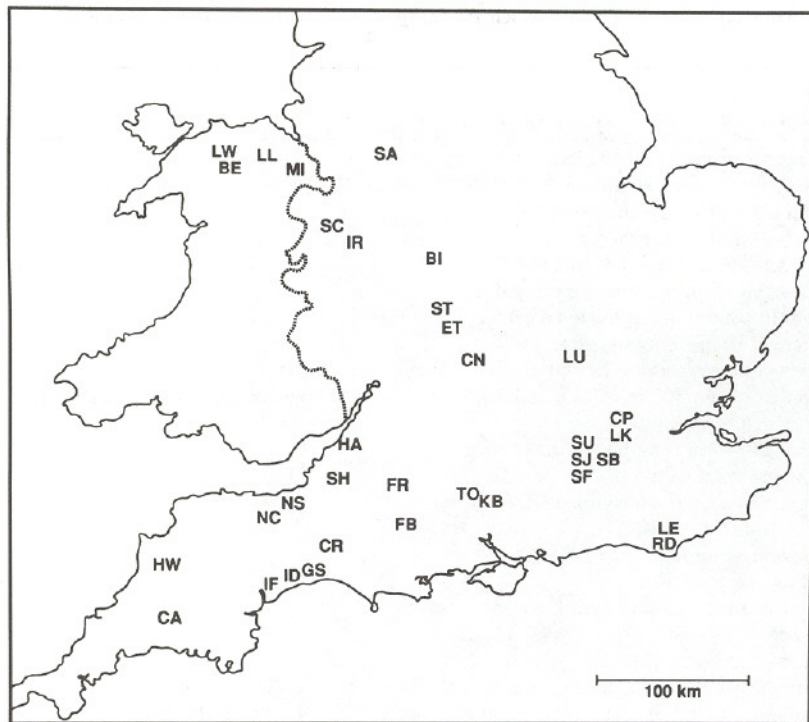 LW
LL
SA
BE
MI
SC
IR
BI
ST
ET
CN
LU
CP
LK
HA
SU
SJ SB
SH
FR
SF
TO
KB
NS
NC
FB
LE
CR
RD
HW
IF
ID
GS
CA
100 km